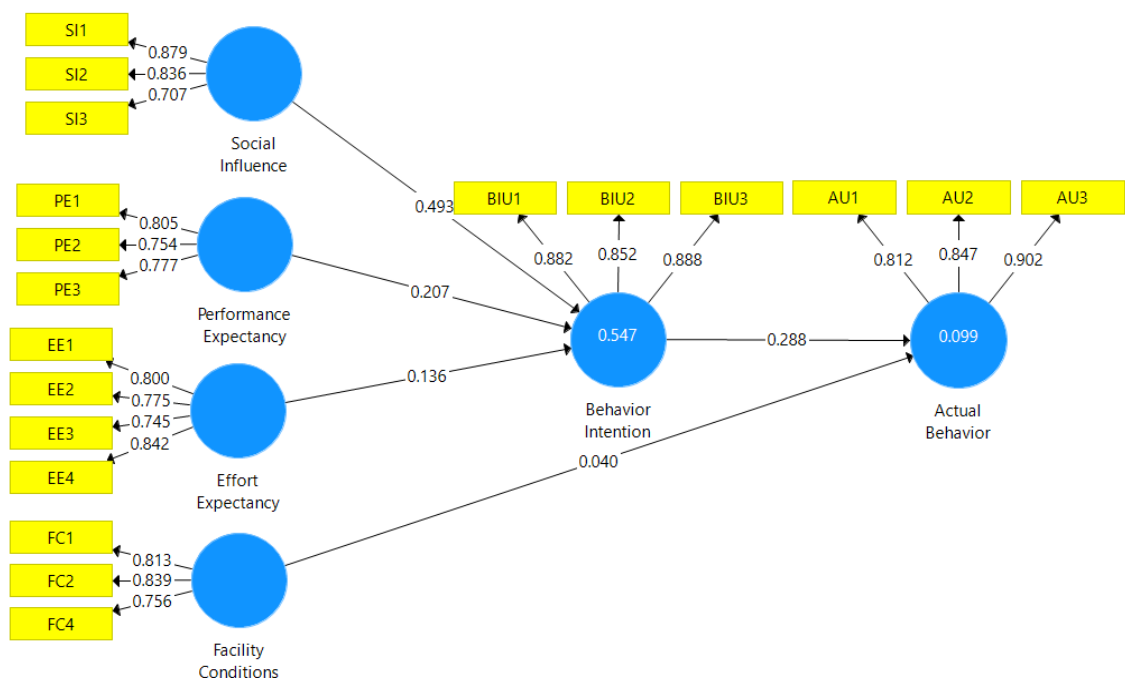 SI1
0.879
SI2
0.836
0.707
SI3
Social
Influence
PE1
0.805
PE2
0.754
0.777
PE3
Performance
Expectancy
EE1
0.800
EE2
0.775
0.745
EE3
0.842
EE4
Effort
Expectancy
FC1
0.813
FC2
0.839
0.756
FC4
Facility
Conditions
0.493
0.207
0.136
0.040
BIU1
BIU2
BIU3
0.882
0.852
0.888
0.547
Behavior
Intention
0.288
AU1
AU2
AU3
0.812
0.847
0.902
0.099
Actual
Behavior